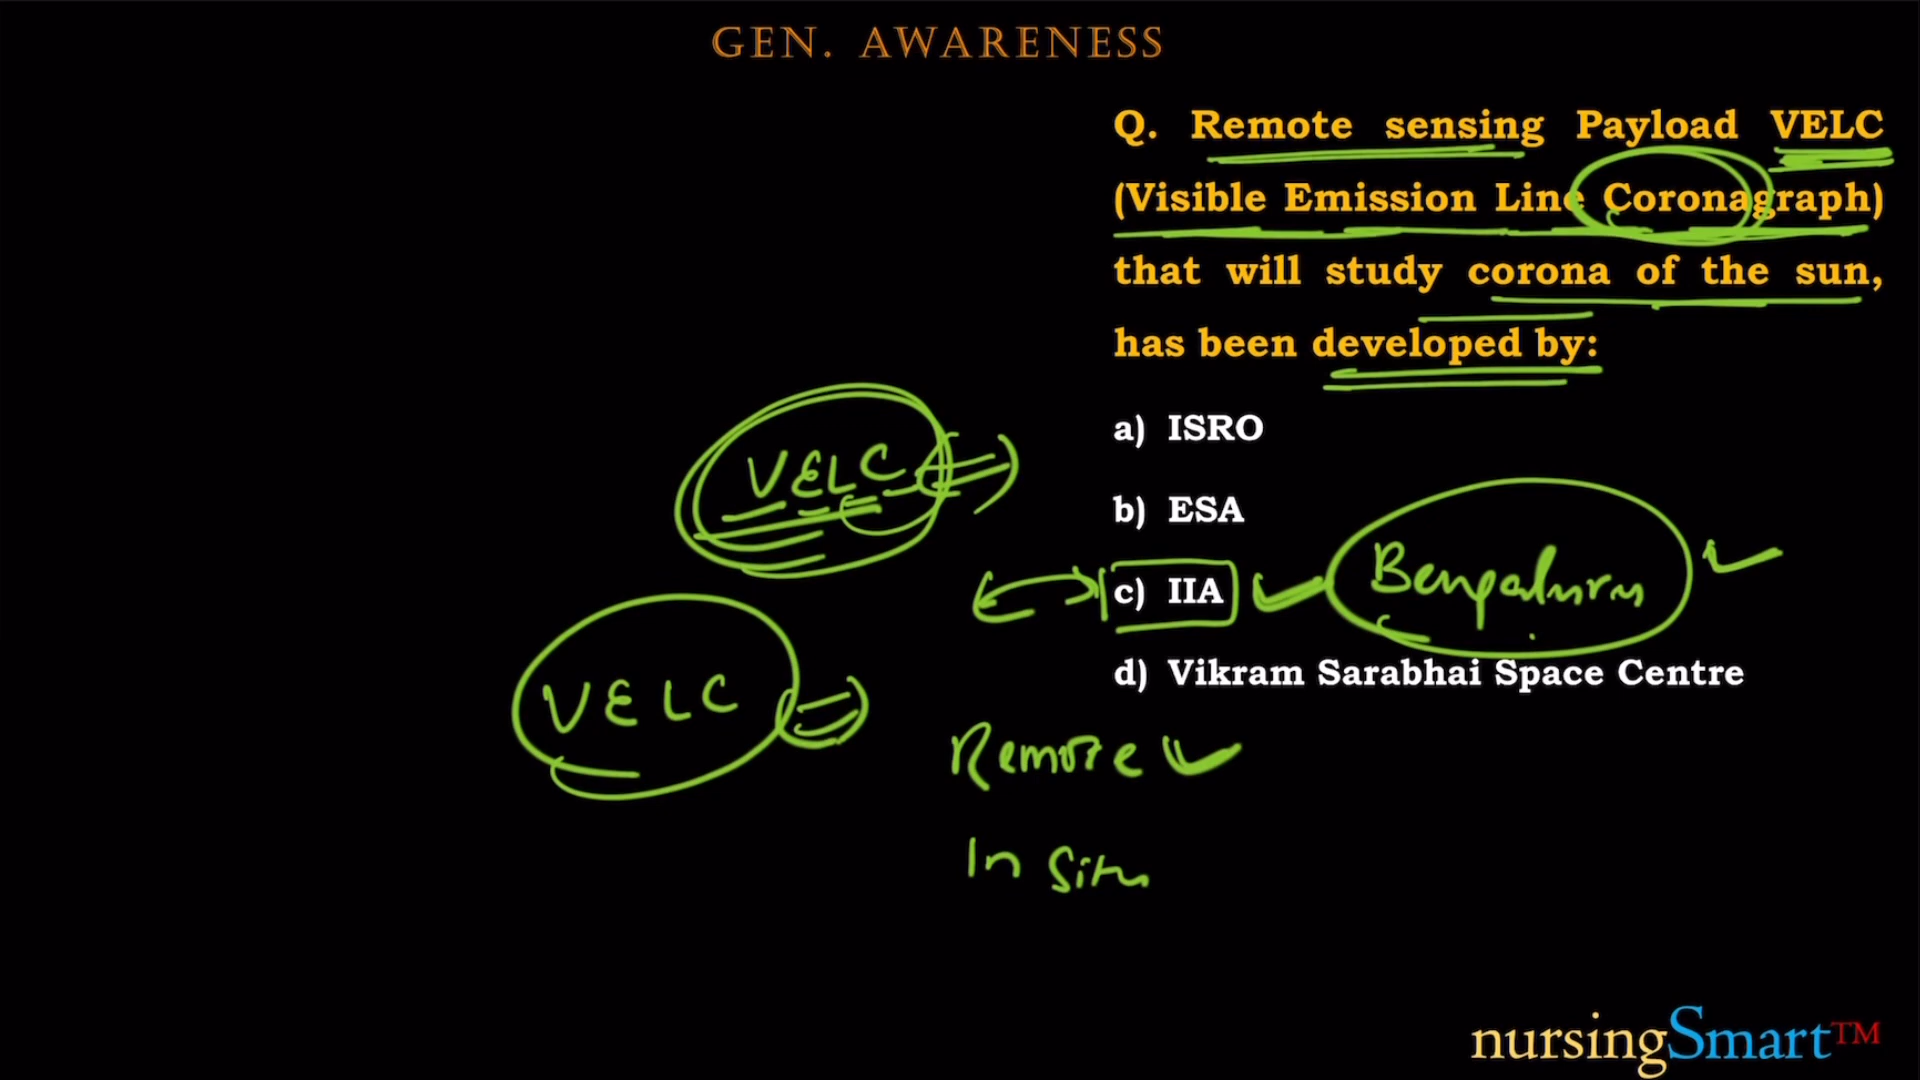 GEN. AWARENESS
Q. Remote sensing Payload VELC
(Visible Emission Line Coronagraph)
that will study corona of the sun,
has been developed by:
a) ISRO
VELC
b) ESA
c) IIA
Bengaluru
d) Vikram Sarabhai Space Centre
VELC
Remote
In Situ
nursingSmart™